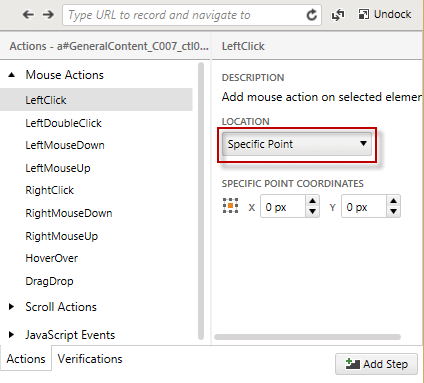 Type URL to record and navigate to
Undock
Actions - a#GeneralContent_C007_ctl0...
LeftClick
Mouse Actions
LeftClick
LeftDoubleClick
LeftMouseDown
LeftMouseUp
RightClick
RightMouseDown
RightMouseUp
HoverOver
DragDrop
Scroll Actions
JavaScript Events
DESCRIPTION
Add mouse action on selected elemen
LOCATION
Specific Point
SPECIFIC POINT COORDINATES
X 0 px Y 0 px
Actions Verifications
Add Step